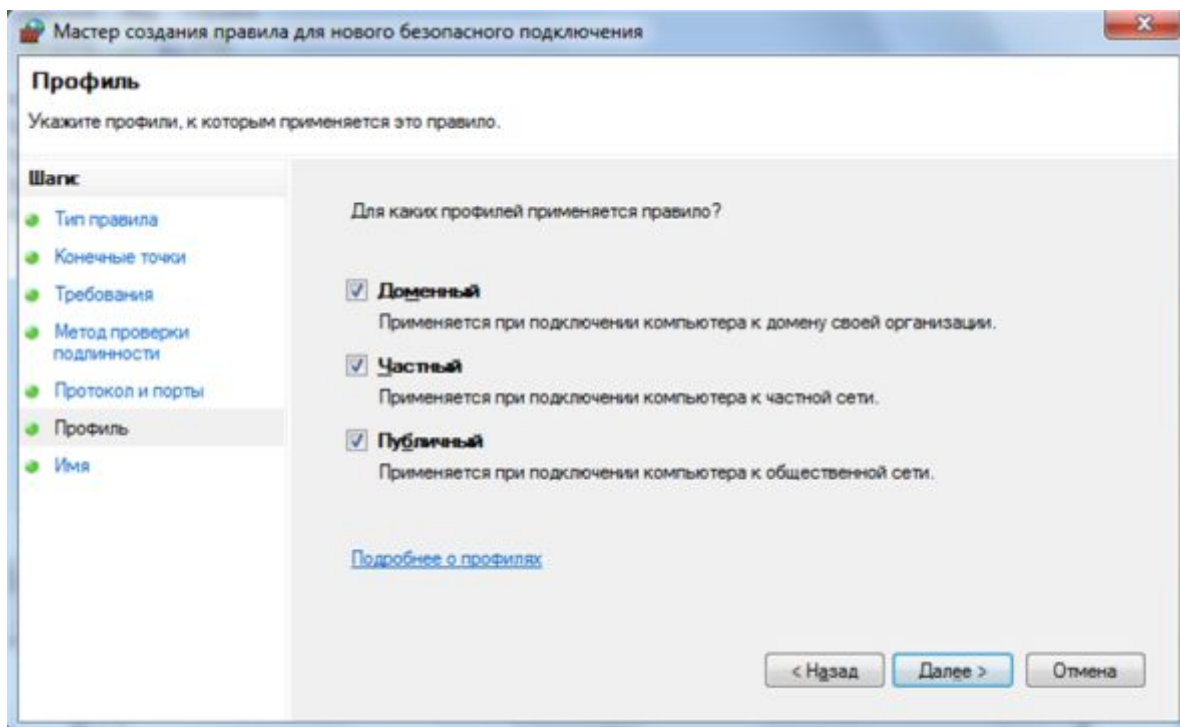 Мастер создания правила для нового безопасного подключения
Профиль
Укажите профили, к которым применяется это правило.
Шаги:
Тип правила
Конечные точки
Требования
Метод проверки
подлинности
Протокол и порты
Профиль
Имя
Для каких профилей применяется правило?
Доменный
Применяется при подключении компьютера к домену своей организации.
Частный
Применяется при подключении компьютера к частной сети.
Публичный
Применяется при подключении компьютера к общественной сети.
Подробнее о профилях
< Назад
Далее >
Отмена